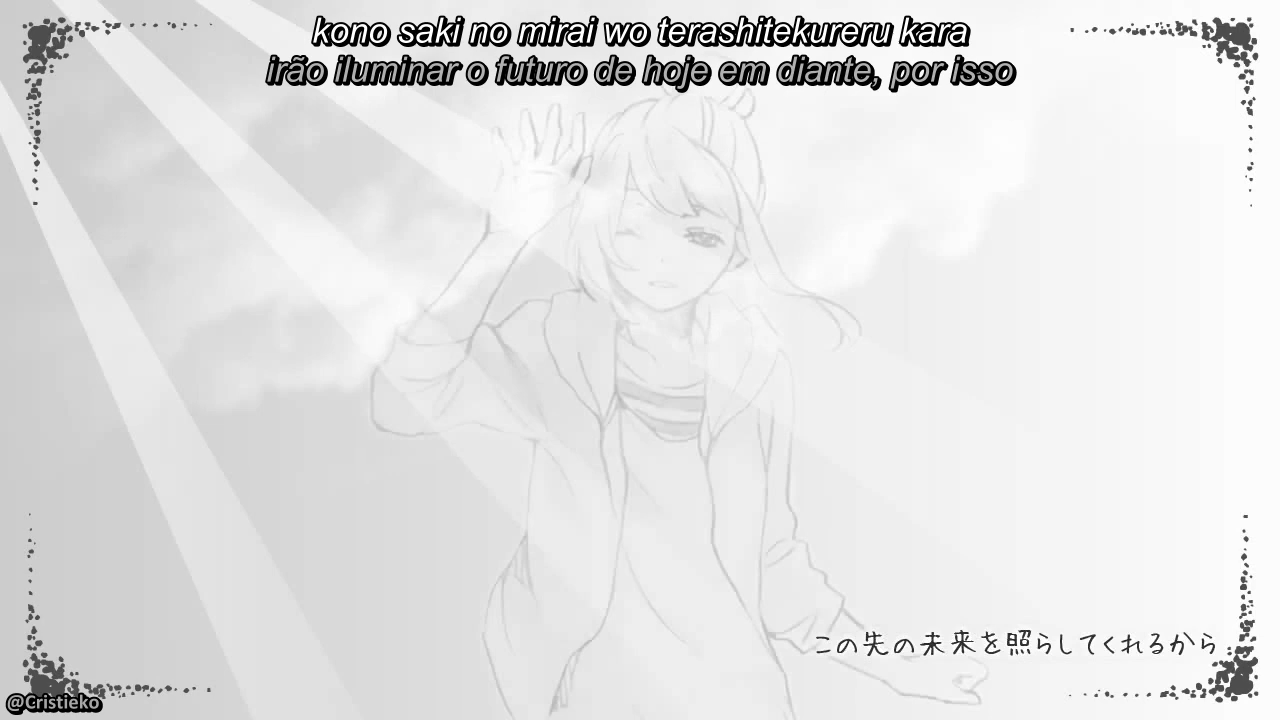 kono saki no mirai wo terashitekureru kara
irão iluminar o futuro de hoje em diante, por isso
この先の未来を照らしてくれるから
@Cristieko